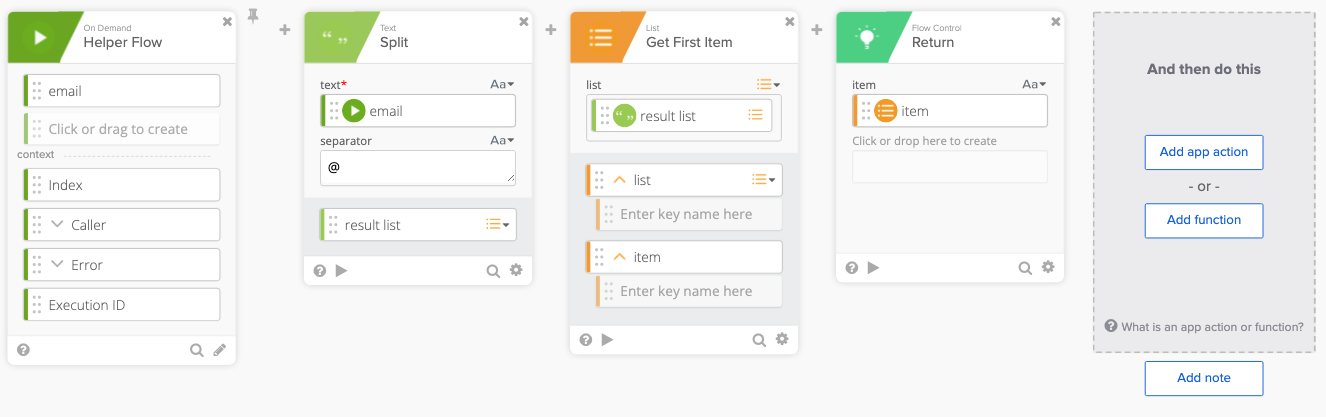 On Demand
Helper Flow
email
Click or drag to create
context
Index
Caller
Error
Execution ID
Text
Split
text*
Aa
email
separator
Aa
@
result list
List
Get First Item
list
result list
list
Enter key name here
item
Enter key name here
Flow Control
Return
item
Aa
item
Click or drop here to create
And then do this
Add app action
- or -
Add function
What is an app action or function?
Add note